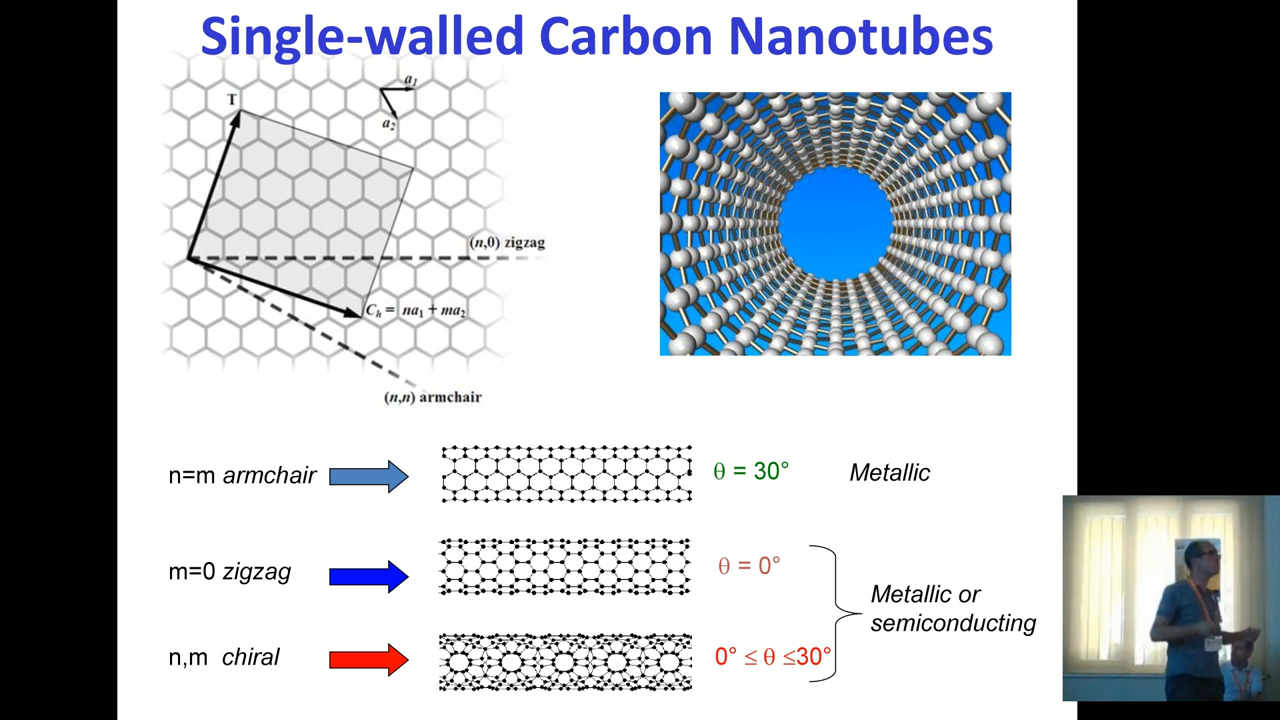 Single-walled Carbon Nanotubes
a1
T
a2
(n,0) zigzag
Ch = na1 + ma2
(n,n) armchair
n=m armchair
θ = 30°
Metallic
m=0 zigzag
θ = 0°
Metallic or
semiconducting
n,m chiral
0° ≤ θ ≤30°